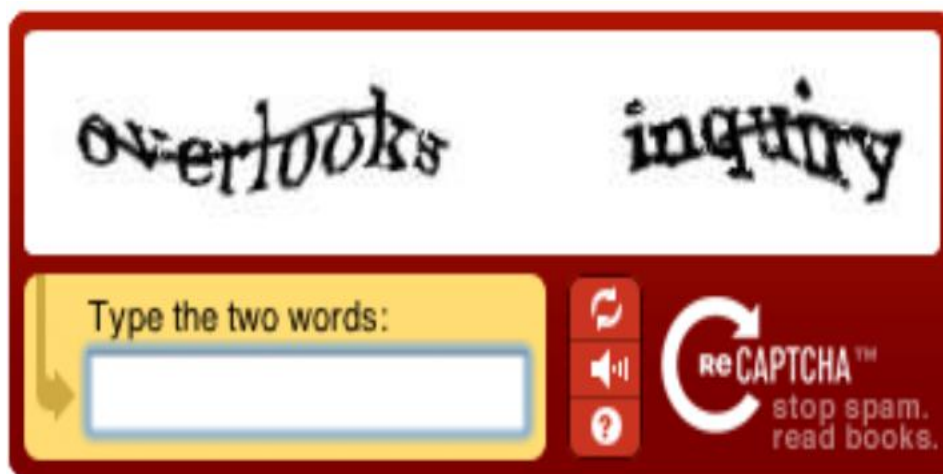 overlooks inquiry
Type the two words:
ReCAPTCHA™
stop spam.
read books.